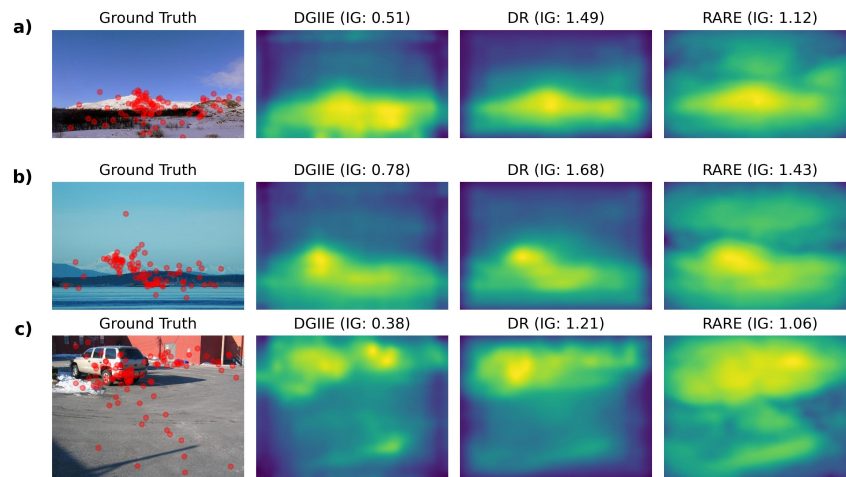 a)
Ground Truth
DGIIE (IG: 0.51)
DR (IG: 1.49)
RARE (IG: 1.12)
b)
Ground Truth
DGIIE (IG: 0.78)
DR (IG: 1.68)
RARE (IG: 1.43)
c)
Ground Truth
DGIIE (IG: 0.38)
DR (IG: 1.21)
RARE (IG: 1.06)